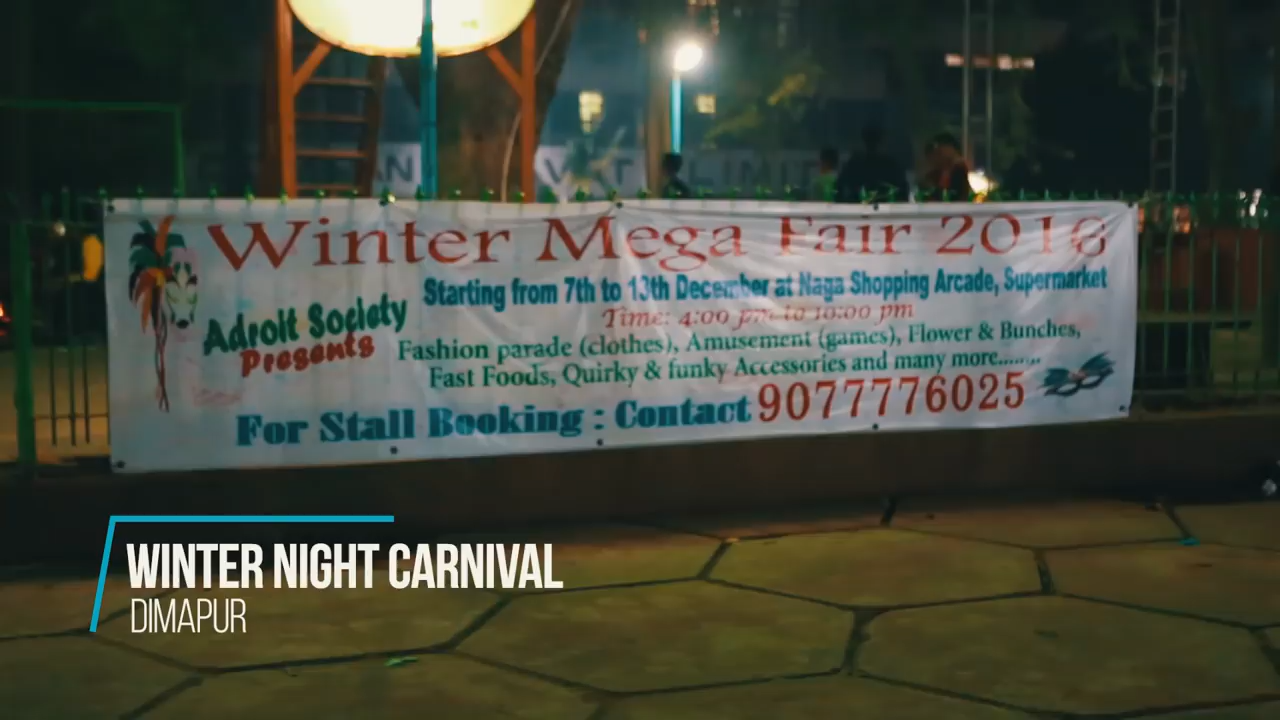 Winter Mega Fair 2016
Starting from 7th to 13th December at Naga Shopping Arcade, Supermarket
Time: 4:00 pm to 10:00 pm
Adroit Society
Presents
Fashion parade (clothes), Amusement (games), Flower & Bunches,
Fast Foods, Quirky & funky Accessories and many more........
For Stall Booking : Contact 9077776025
WINTER NIGHT CARNIVAL
DIMAPUR